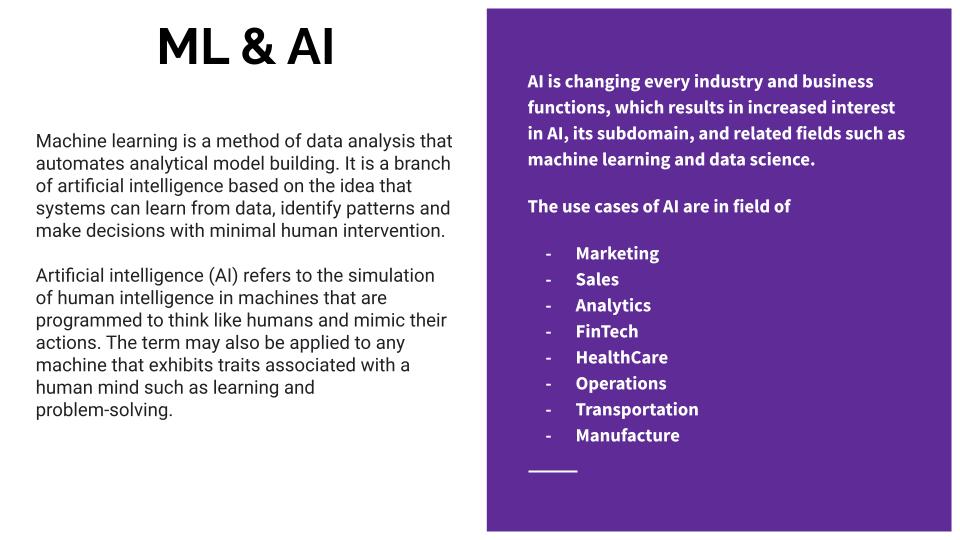 ML & AI
Machine learning is a method of data analysis that
automates analytical model building. It is a branch
of artificial intelligence based on the idea that
systems can learn from data, identify patterns and
make decisions with minimal human intervention.
Artificial intelligence (AI) refers to the simulation
of human intelligence in machines that are
programmed to think like humans and mimic their
actions. The term may also be applied to any
machine that exhibits traits associated with a
human mind such as learning and
problem-solving.
AI is changing every industry and business
functions, which results in increased interest
in AI, its subdomain, and related fields such as
machine learning and data science.
The use cases of AI are in field of
- Marketing
- Sales
- Analytics
- FinTech
- HealthCare
- Operations
- Transportation
- Manufacture